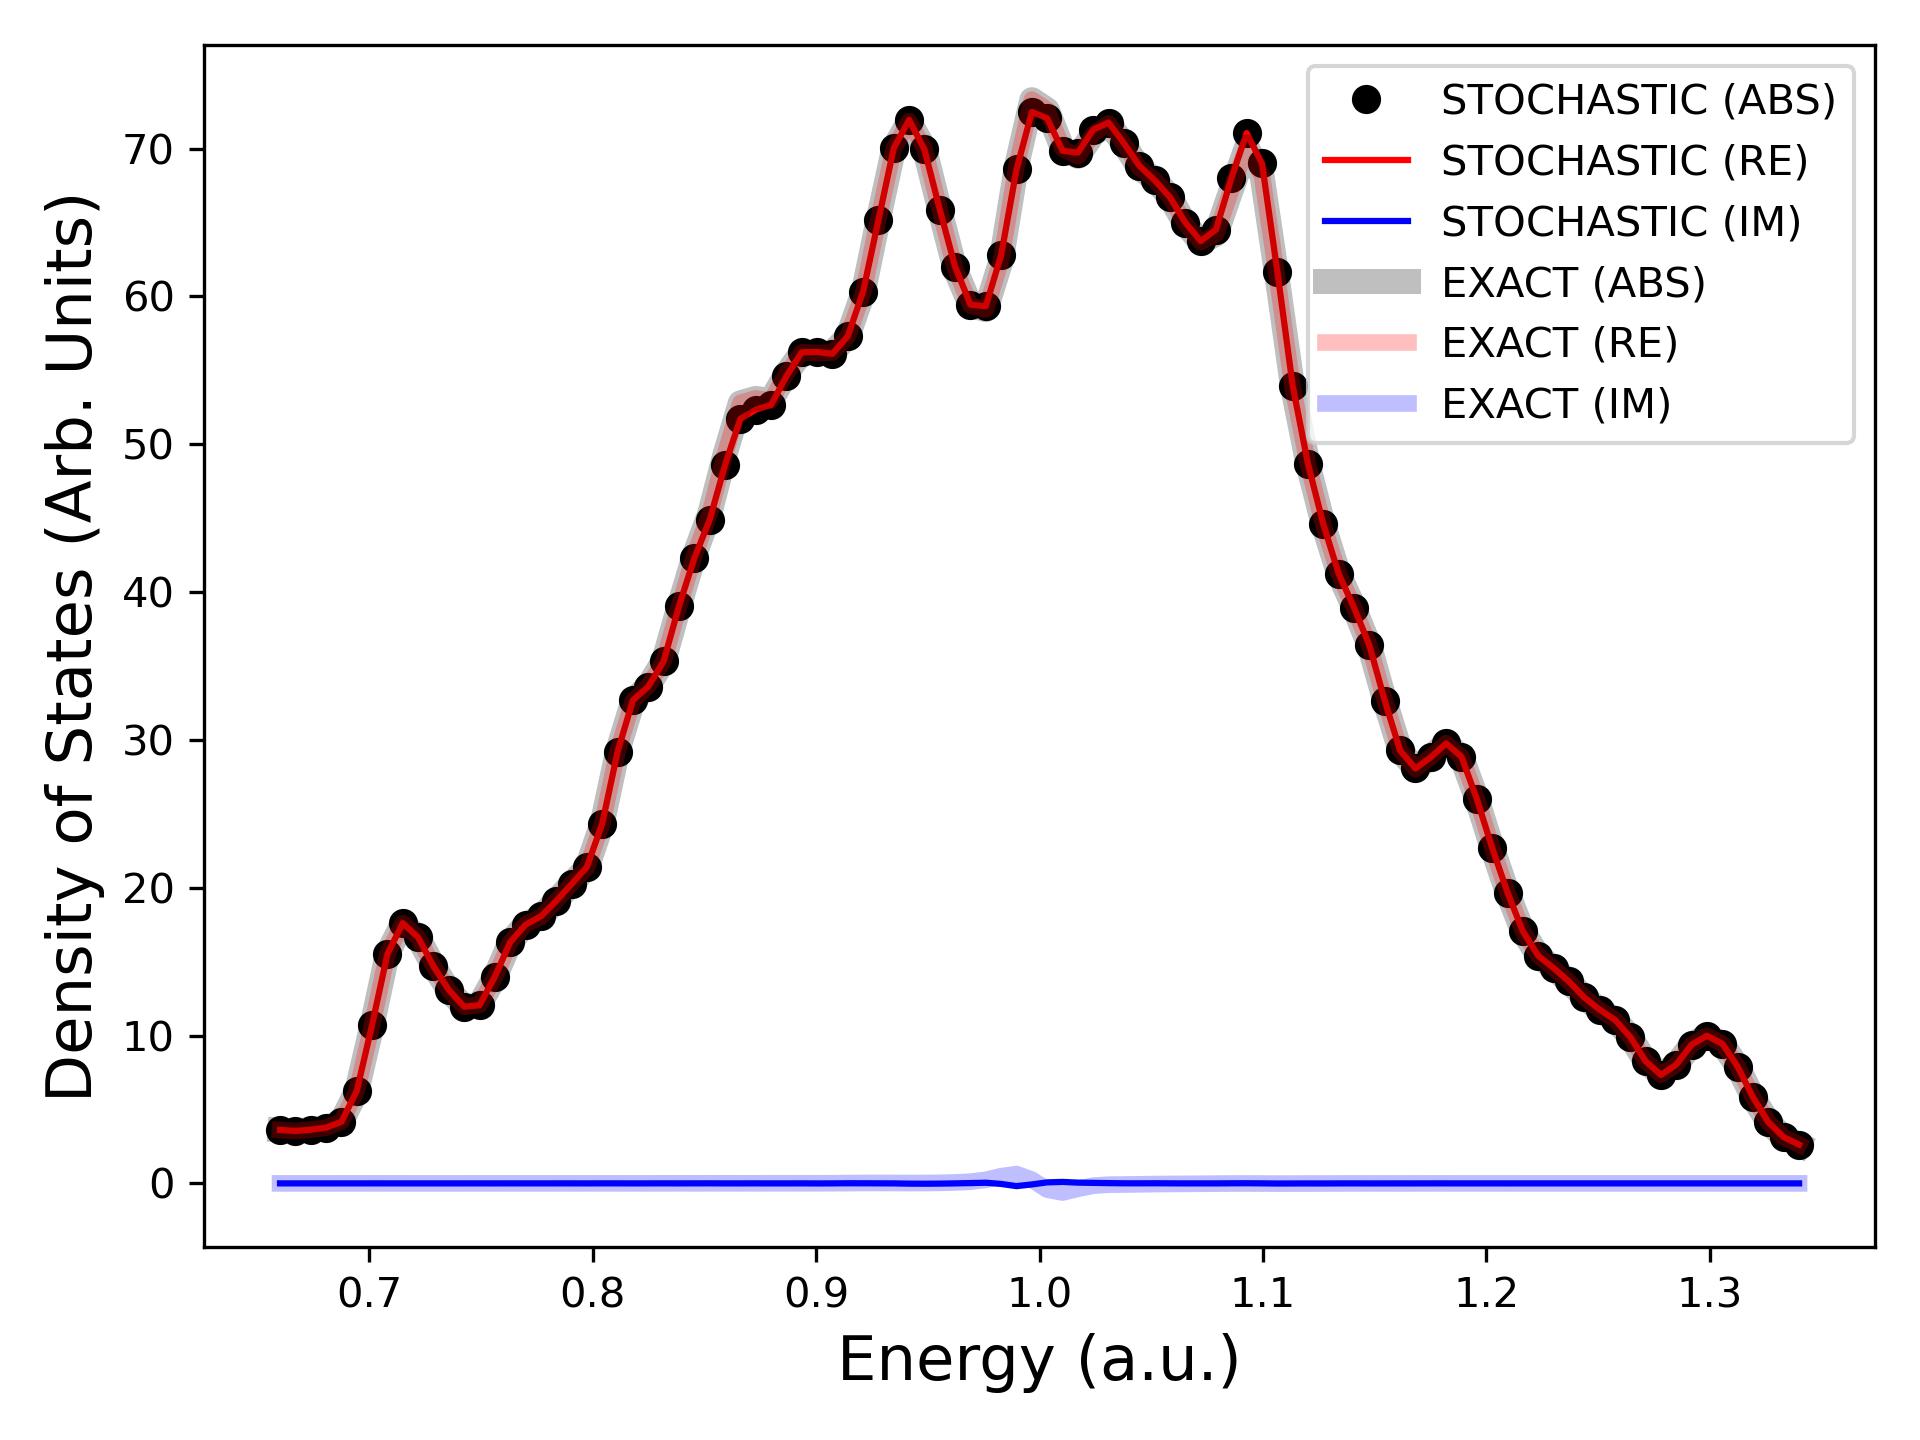 Density of States (Arb. Units)
70
60
50
40
30
20
10
0
0.7 0.8 0.9 1.0 1.1 1.2 1.3
Energy (a.u.)
STOCHASTIC (ABS)
STOCHASTIC (RE)
STOCHASTIC (IM)
EXACT (ABS)
EXACT (RE)
EXACT (IM)